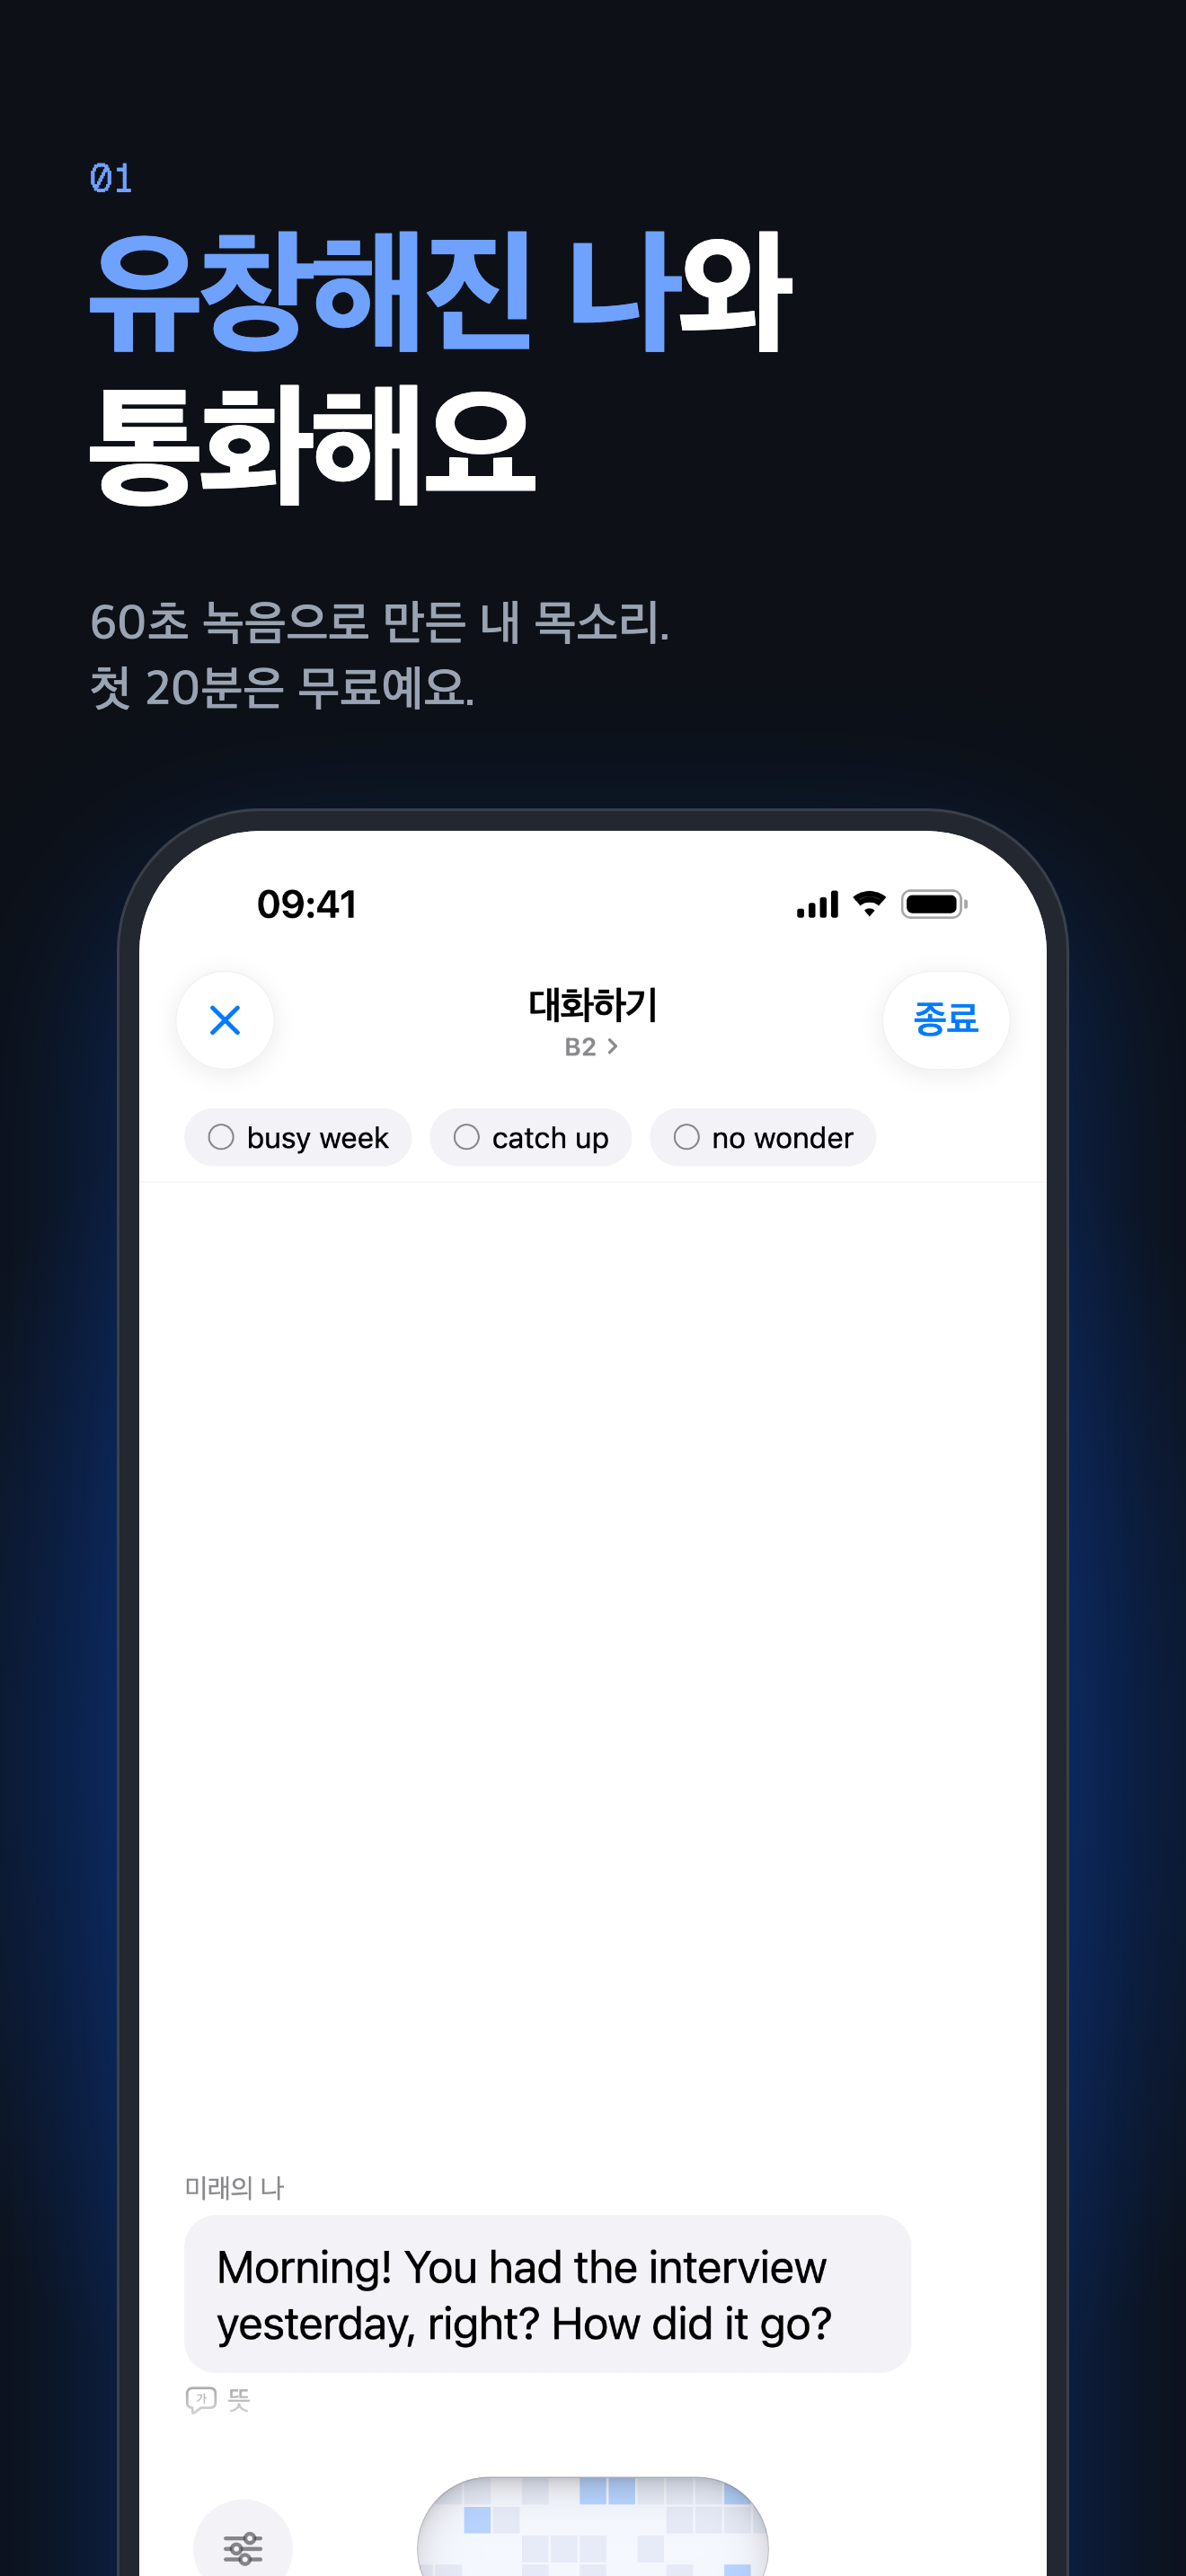 01
유창해진 나와
통화해요
60초 녹음으로 만든 내 목소리.
첫 20분은 무료예요.
09:41
대화하기
B2 >
종료
busy week
catch up
no wonder
미래의 나
Morning! You had the interview
yesterday, right? How did it go?
가 뜻